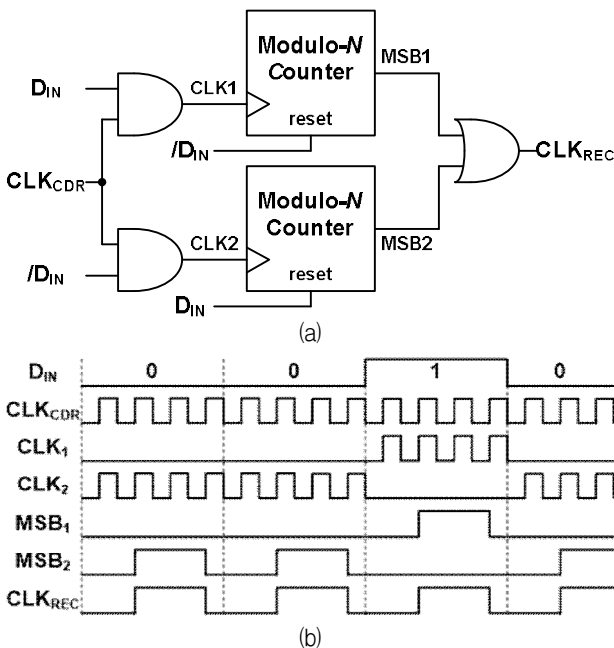 Modulo-N
Counter
MSB1
D_IN
CLK1
reset
/D_IN
CLK_REC
CLK_CDR
Modulo-N
Counter
MSB2
CLK2
/D_IN
reset
D_IN
(a)
D_IN 0 0 1 0
CLK_CDR
CLK_1
CLK_2
MSB_1
MSB_2
CLK_REC
(b)